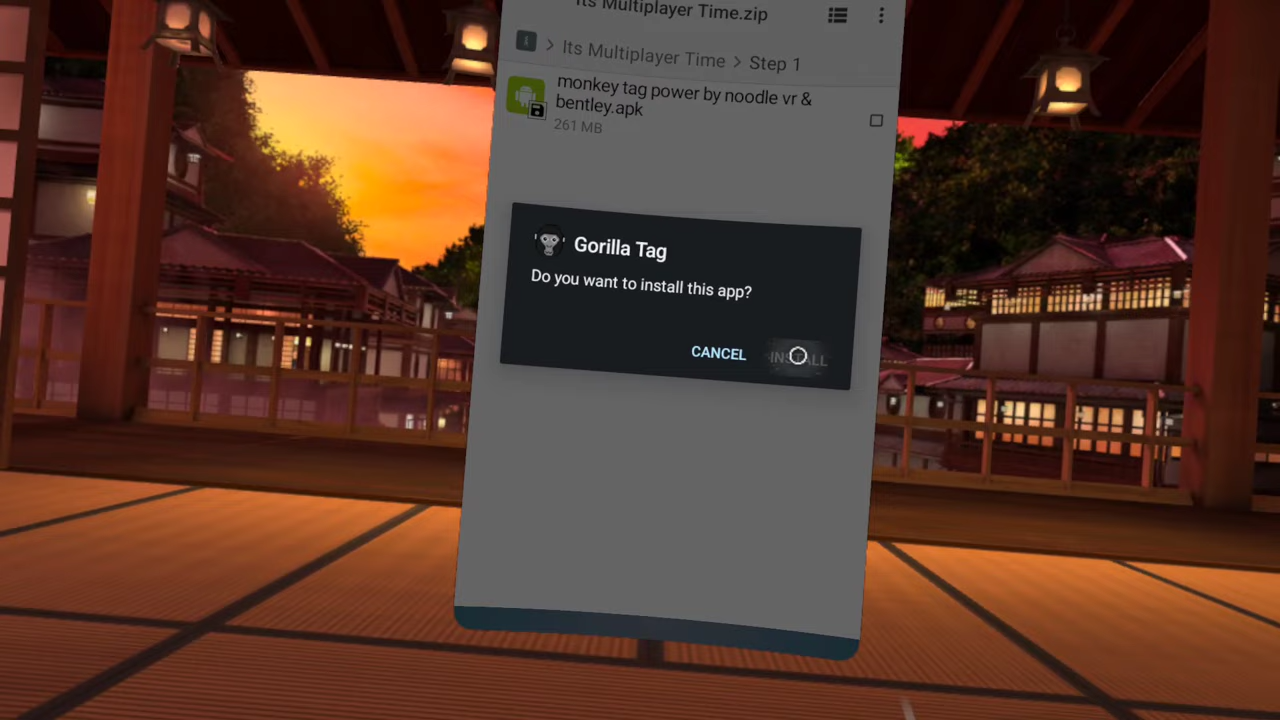 Its Multiplayer Time.zip
Its Multiplayer Time > Step 1
monkey tag power by noodle vr &
bentley.apk
261 MB
Gorilla Tag
Do you want to install this app?
CANCEL INSTALL